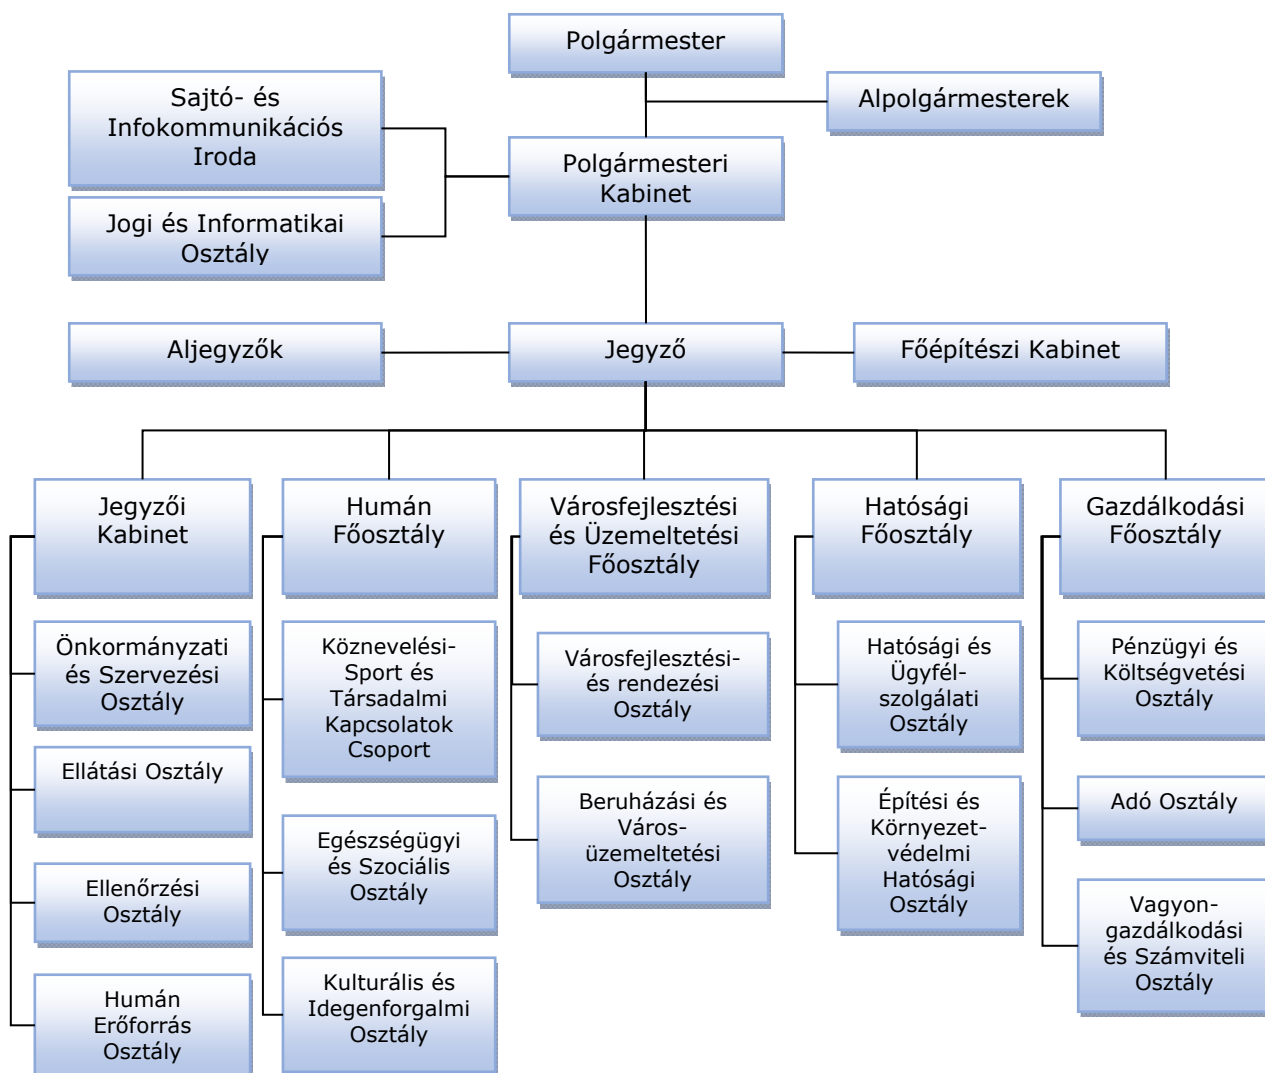 Polgármester
Alpolgármesterek
Sajtó- és
Infokommunikációs
Iroda
Polgármesteri
Kabinet
Jogi és Informatikai
Osztály
Aljegyzők
Jegyző
Főépítészi Kabinet
Jegyzői
Kabinet
Önkormányzati
és Szervezési
Osztály
Ellátási Osztály
Ellenőrzési
Osztály
Humán
Erőforrás
Osztály
Humán
Főosztály
Köznevelési-
Sport és
Társadalmi
Kapcsolatok
Csoport
Egészségügyi
és Szociális
Osztály
Kulturális és
Idegenforgalmi
Osztály
Városfejlesztési
és Üzemeltetési
Főosztály
Városfejlesztési-
és rendezési
Osztály
Beruházási és
Város-
üzemeltetési
Osztály
Hatósági
Főosztály
Hatósági és
Ügyfél-
szolgálati
Osztály
Építési és
Környezet-
védelmi
Hatósági
Osztály
Gazdálkodási
Főosztály
Pénzügyi és
Költségvetési
Osztály
Adó Osztály
Vagyon-
gazdálkodási
és Számviteli
Osztály